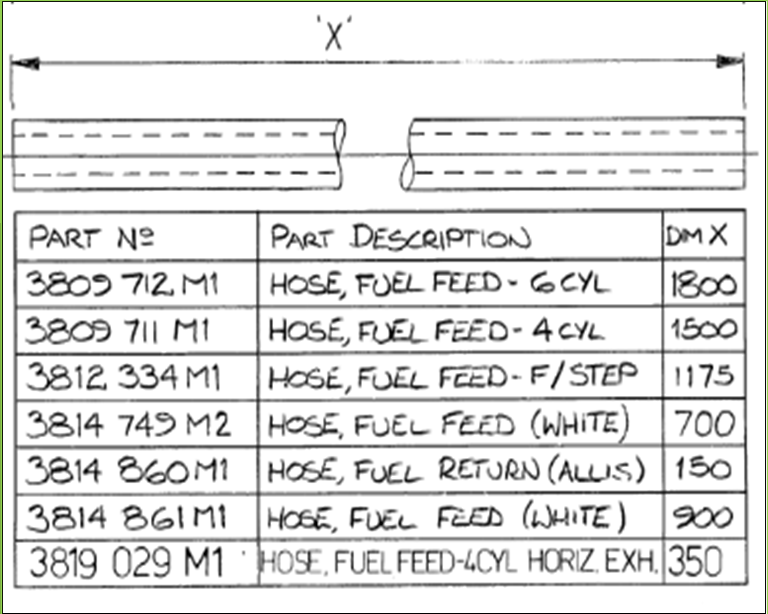 'X'
PART Nº PART DESCRIPTION DIM X
3809 712 M1 HOSE, FUEL FEED - 6 CYL 1800
3809 711 M1 HOSE, FUEL FEED - 4 CYL 1500
3812 334 M1 HOSE, FUEL FEED - F/STEP 1175
3814 749 M2 HOSE, FUEL FEED (WHITE) 700
3814 860 M1 HOSE, FUEL RETURN (ALLIS) 150
3814 861 M1 HOSE, FUEL FEED (WHITE) 900
3819 029 M1 HOSE, FUEL FEED-4CYL HORIZ. EXH. 350